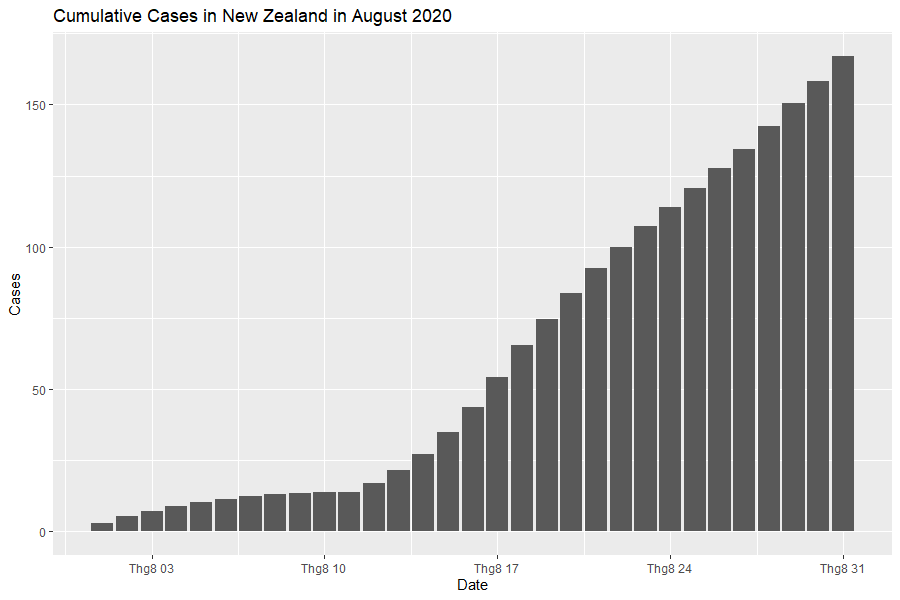 Cumulative Cases in New Zealand in August 2020
150
100
50
0
Cases
Thg8 03
Thg8 10
Thg8 17
Thg8 24
Thg8 31
Date